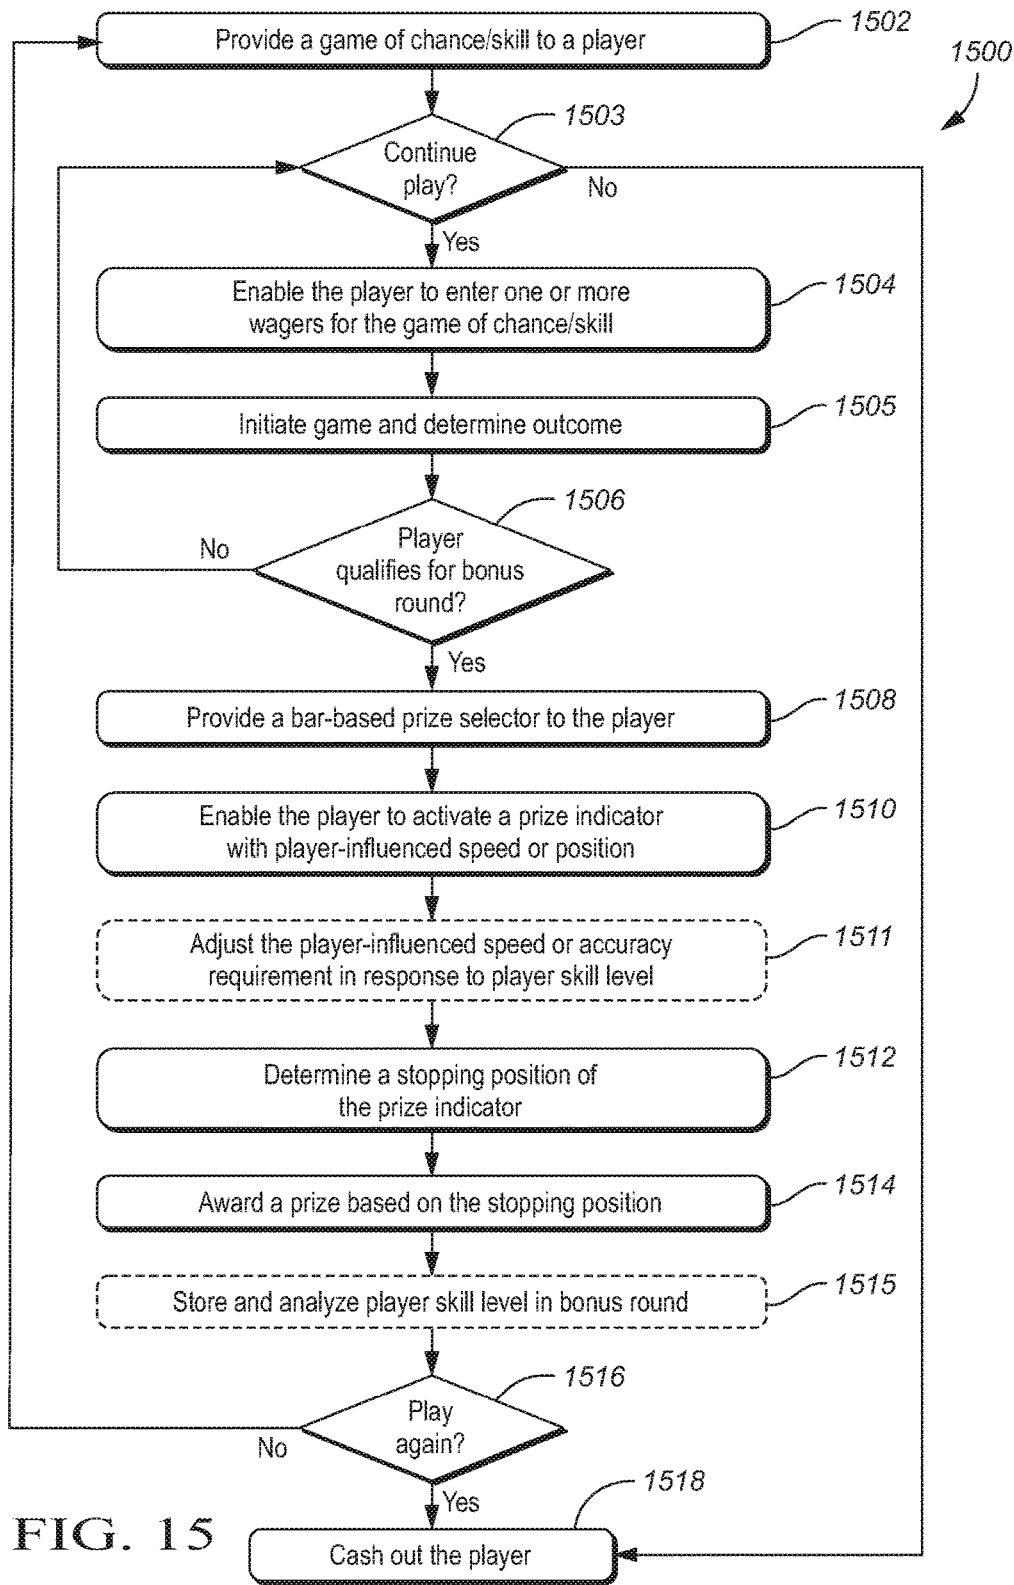 Provide a game of chance/skill to a player
1502
1500
1503
Continue
play?
No
Yes
Enable the player to enter one or more
wagers for the game of chance/skill
1504
Initiate game and determine outcome
1505
1506
Player
qualifies for bonus
round?
No
Yes
Provide a bar-based prize selector to the player
1508
Enable the player to activate a prize indicator
with player-influenced speed or position
1510
Adjust the player-influenced speed or accuracy
requirement in response to player skill level
1511
Determine a stopping position of
the prize indicator
1512
Award a prize based on the stopping position
1514
Store and analyze player skill level in bonus round
1515
1516
Play
again?
No
Yes
1518
Cash out the player
FIG. 15